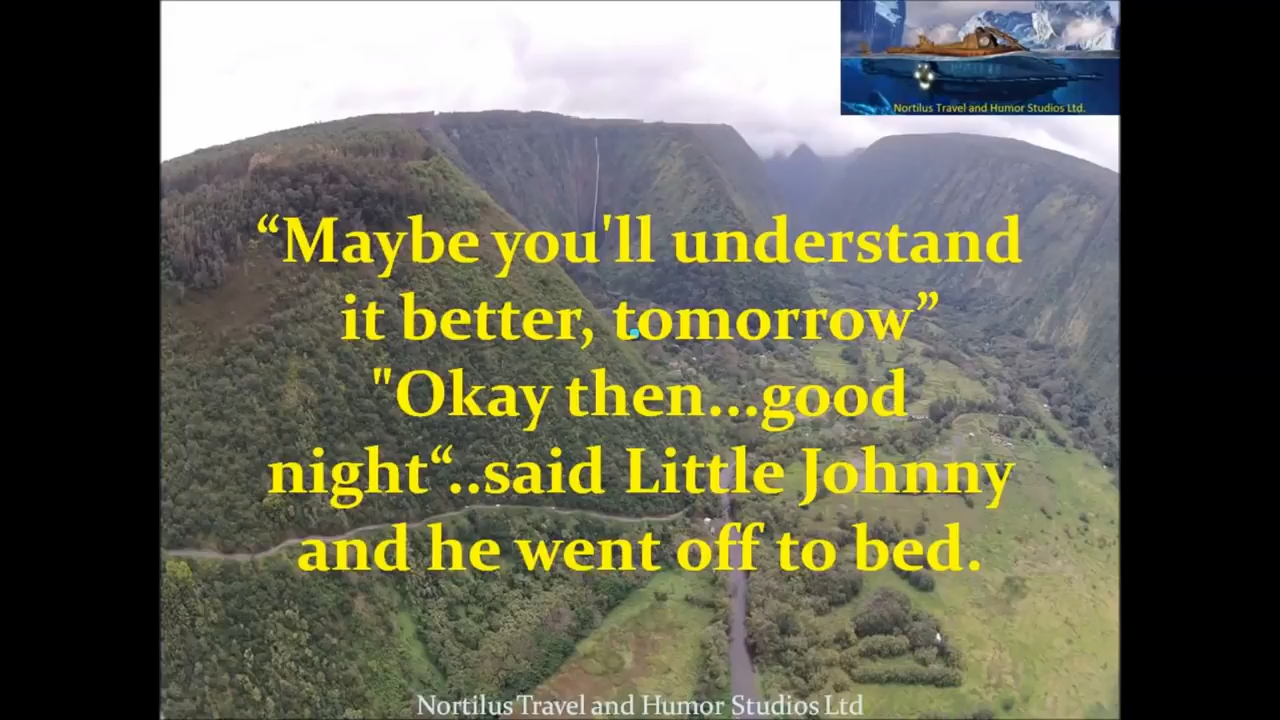 Nortilus Travel and Humor Studios Ltd.
“Maybe you'll understand
it better, tomorrow”
"Okay then...good
night“..said Little Johnny
and he went off to bed.
Nortilus Travel and Humor Studios Ltd